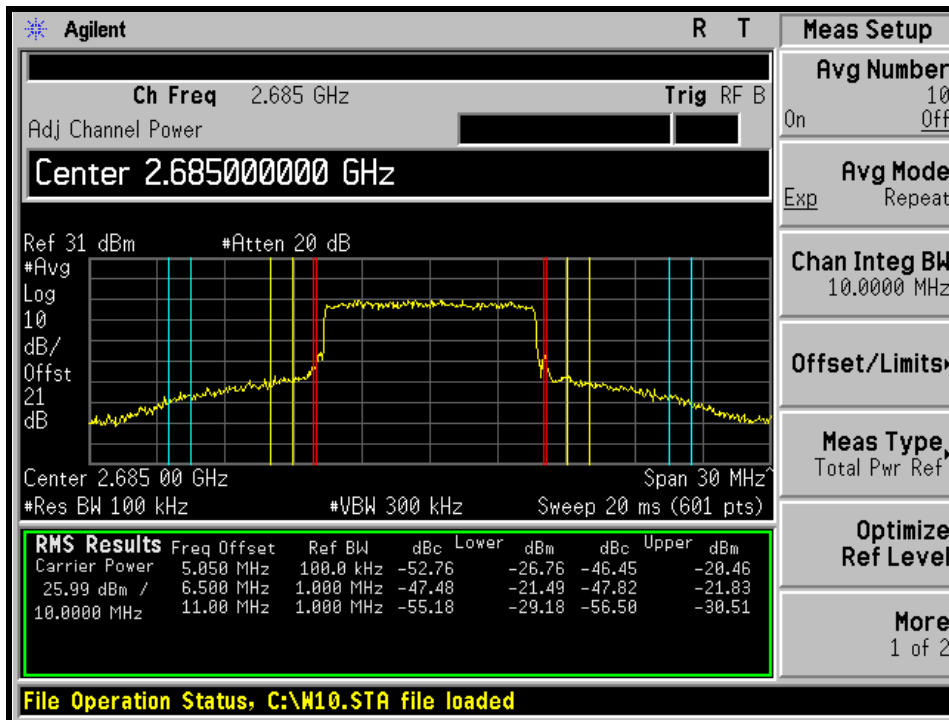 Agilent R T
Ch Freq 2.685 GHz Trig RF B
Adj Channel Power
Center 2.685000000 GHz
Ref 31 dBm #Atten 20 dB
#Avg
Log
10
dB/
Offst
21
dB
Center 2.685 00 GHz Span 30 MHz^
#Res BW 100 kHz #VBW 300 kHz Sweep 20 ms (601 pts)
RMS Results Freq Offset Ref BW dBc Lower dBm dBc Upper dBm
Carrier Power 5.050 MHz 100.0 kHz -52.76 -26.76 -46.45 -20.46
25.99 dBm / 6.500 MHz 1.000 MHz -47.48 -21.49 -47.82 -21.83
10.0000 MHz 11.00 MHz 1.000 MHz -55.18 -29.18 -56.50 -30.51
File Operation Status, C:\W10.STA file loaded
Meas Setup
Avg Number
10
On Off
Avg Mode
Exp Repeat
Chan Integ BW
10.0000 MHz
Offset/Limits
Meas Type
Total Pwr Ref
Optimize
Ref Level
More
1 of 2